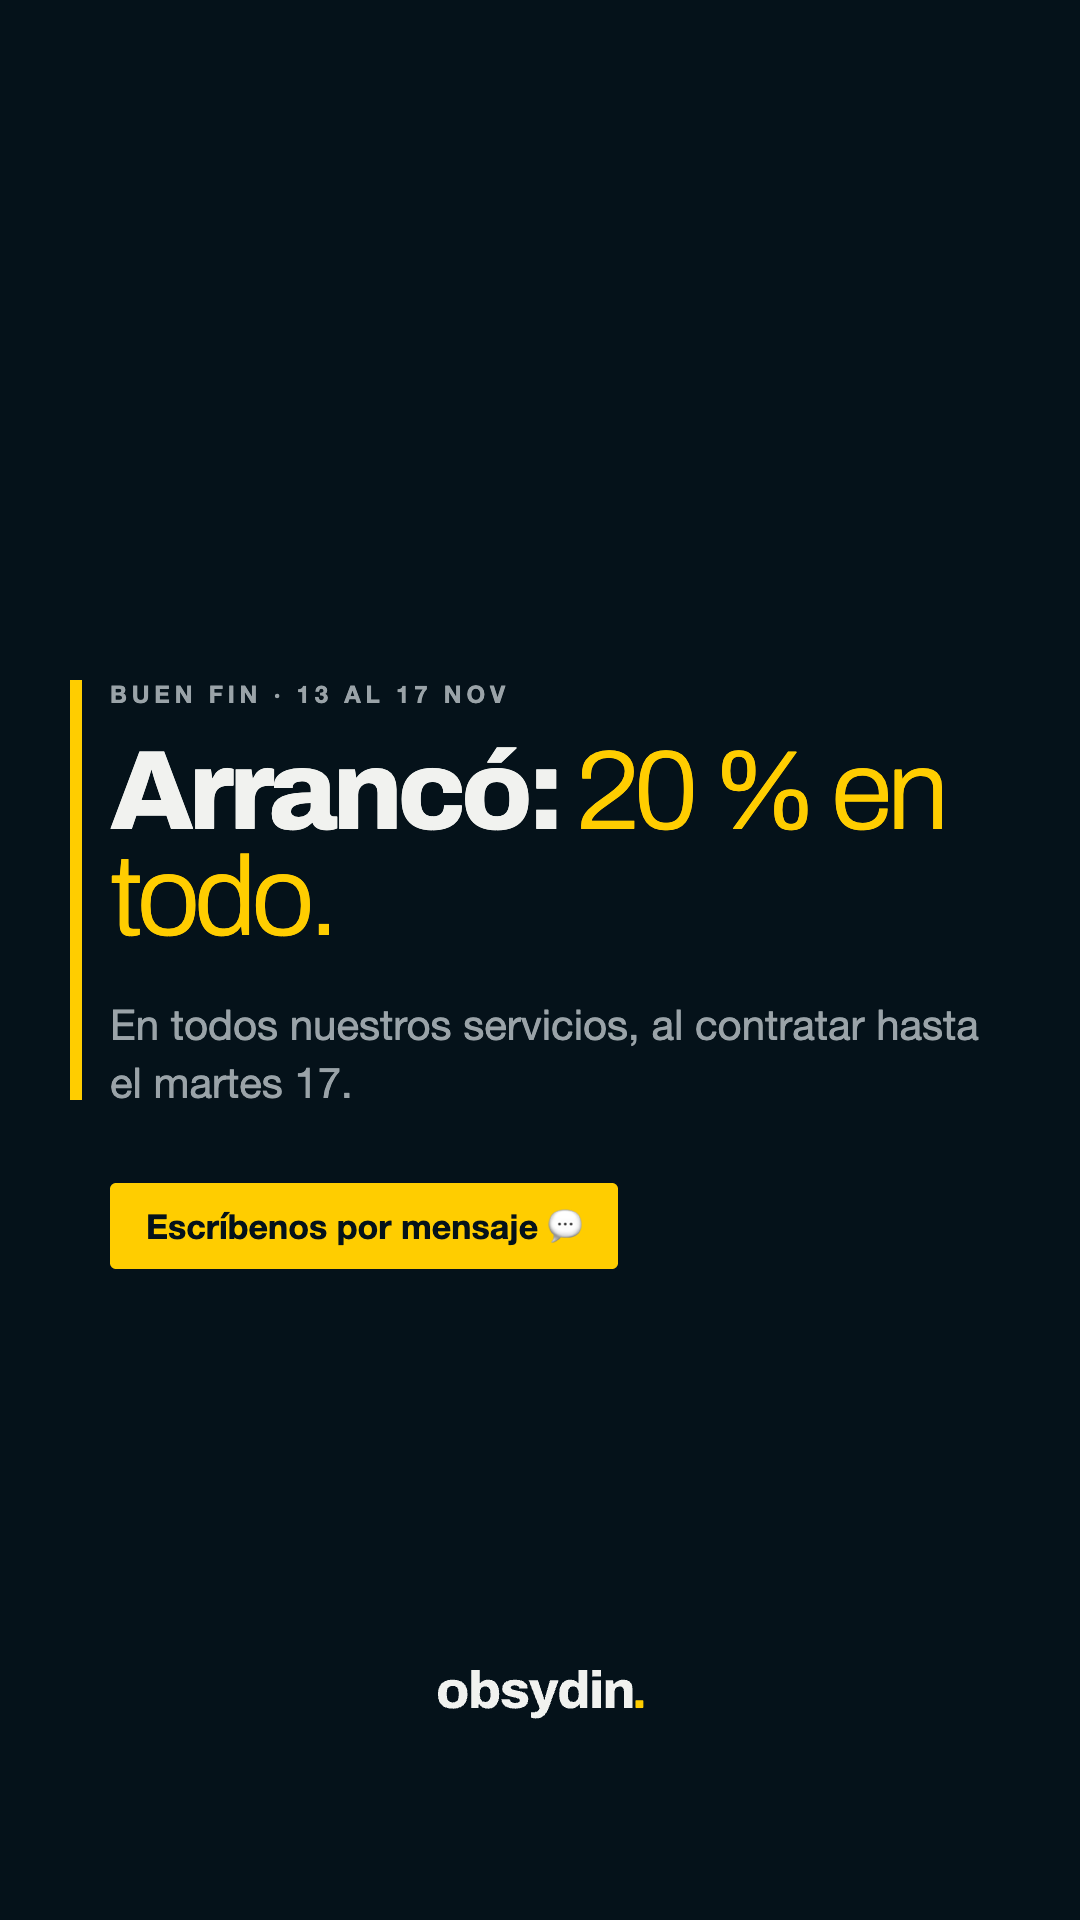 BUEN FIN · 13 AL 17 NOV
Arrancó: 20 % en
todo.
En todos nuestros servicios, al contratar hasta
el martes 17.
Escríbenos por mensaje 💬
obsydin.